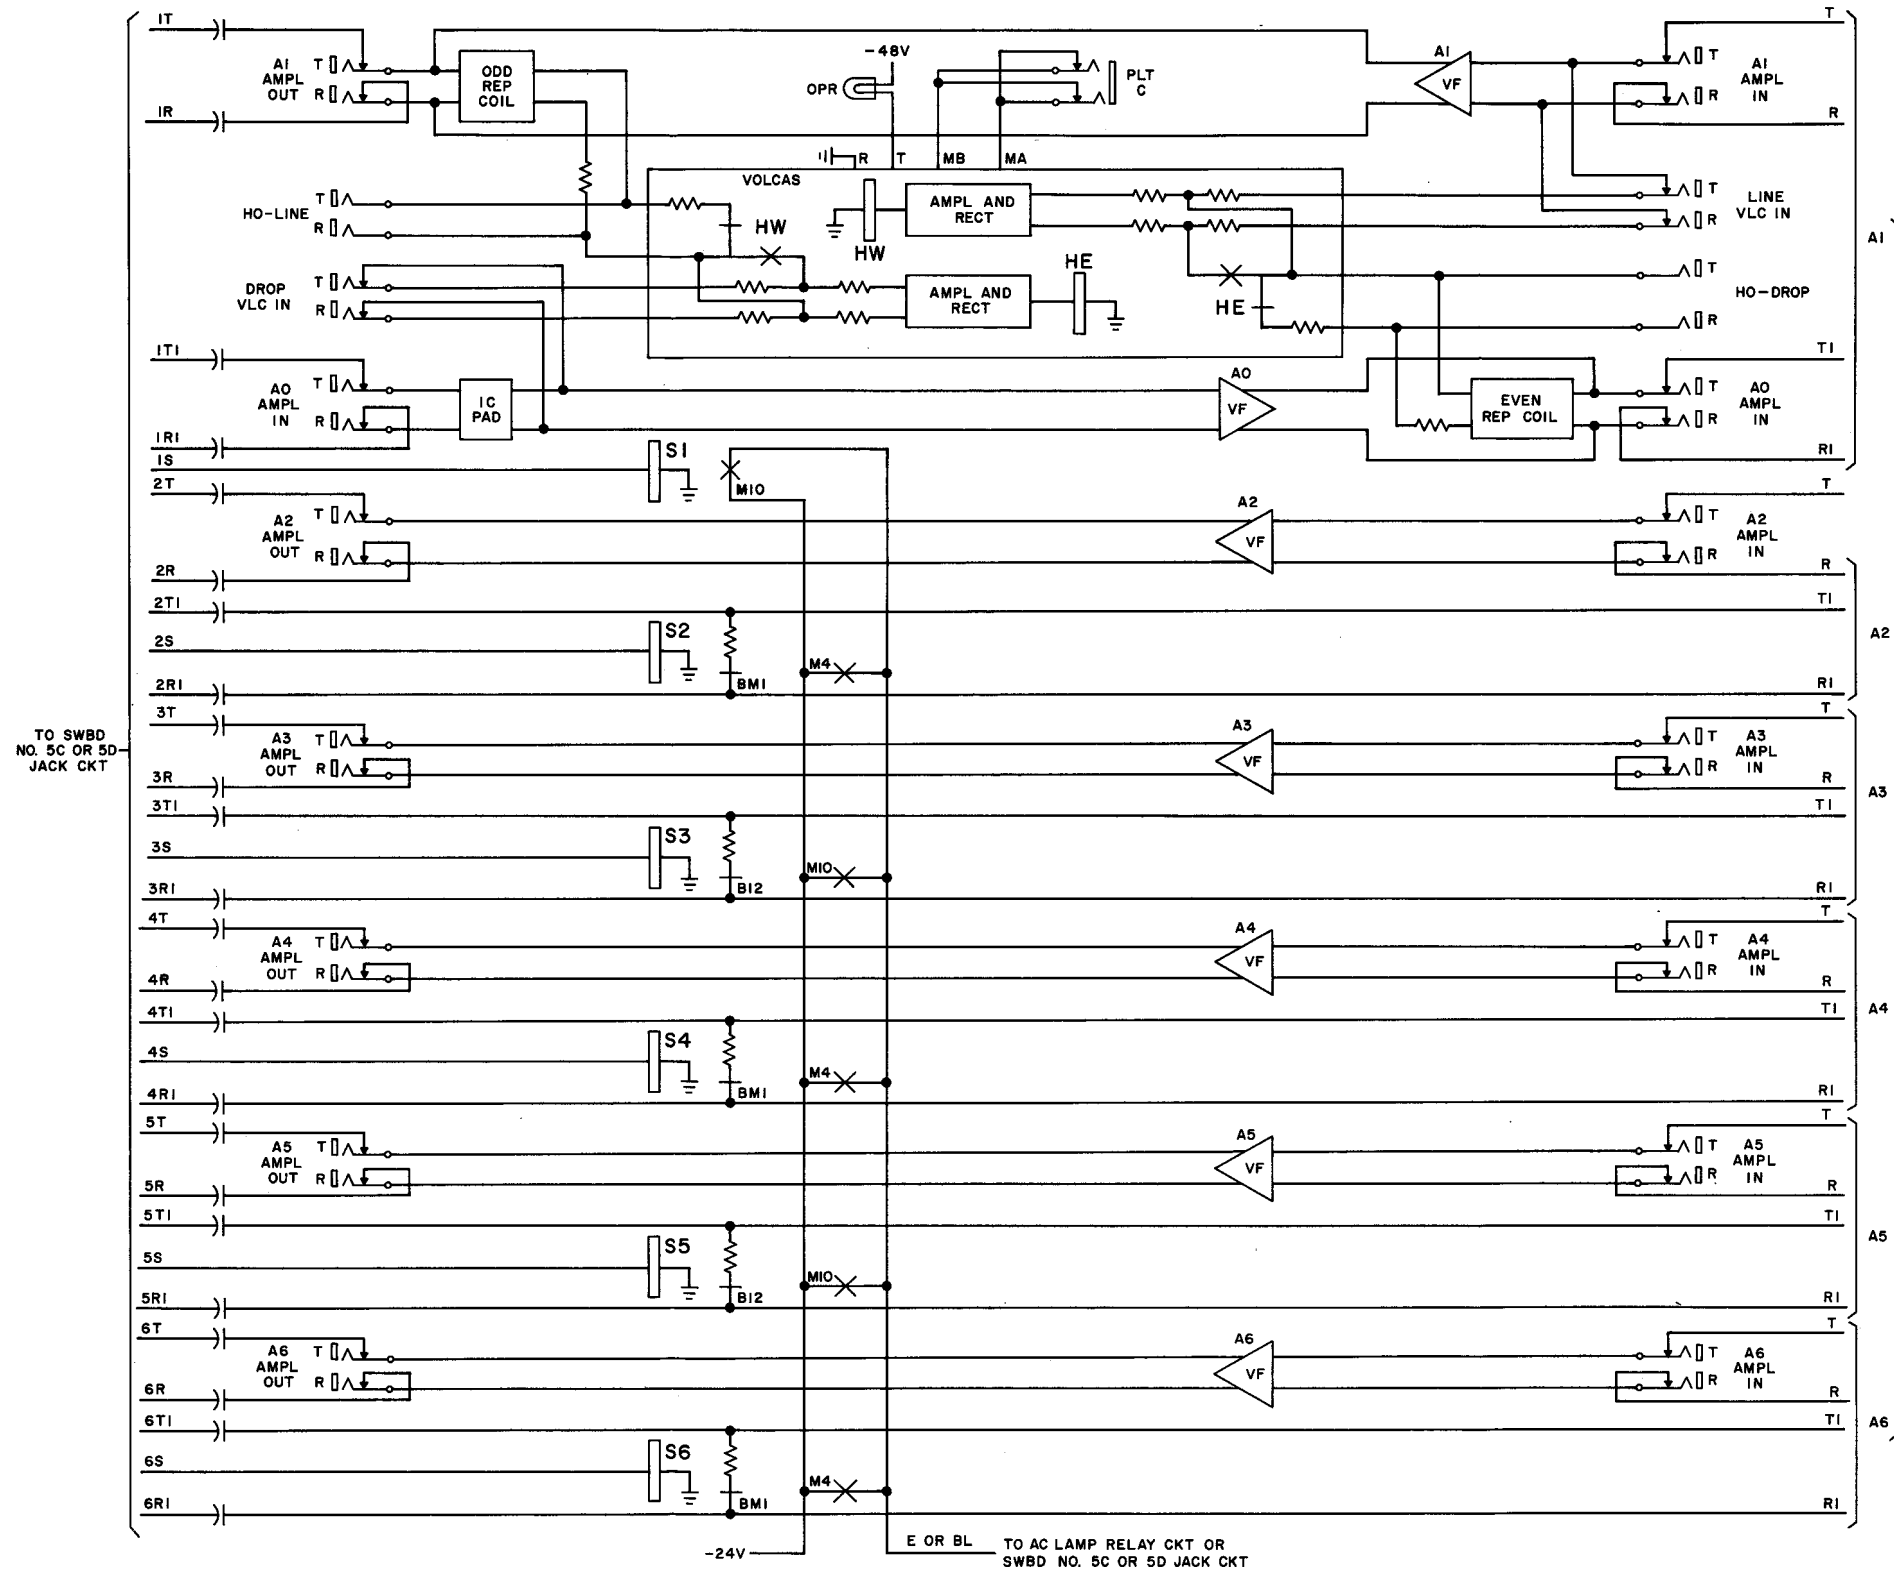 1T
A1
AMPL
OUT
T
R
1R
ODD
REP
COIL
-48V
OPR
PLT
C
A1
VF
T
A1
AMPL
IN
T
R
R
R
T
MB
MA
VOLCAS
HO-LINE
T
R
HW
HW
AMPL AND
RECT
T
R
LINE
VLC IN
A1
DROP
VLC IN
T
R
AMPL AND
RECT
HE
HE
T
R
HO-DROP
1T1
A0
AMPL
IN
T
R
1R1
IC
PAD
A0
VF
EVEN
REP COIL
T1
T
R
A0
AMPL
IN
R1
1S
S1
M10
2T
A2
AMPL
OUT
T
R
2R
A2
VF
T
T
R
A2
AMPL
IN
R
2T1
T1
2S
S2
M4
BM1
A2
2R1
R1
3T
TO SWBD
NO. 5C OR 5D
JACK CKT
A3
AMPL
OUT
T
R
3R
A3
VF
T
T
R
A3
AMPL
IN
R
A3
3T1
T1
3S
S3
M10
B12
3R1
R1
4T
A4
AMPL
OUT
T
R
4R
A4
VF
T
T
R
A4
AMPL
IN
R
4T1
T1
A4
4S
S4
M4
BM1
4R1
R1
5T
A5
AMPL
OUT
T
R
5R
A5
VF
T
T
R
A5
AMPL
IN
R
5T1
T1
A5
5S
S5
M10
B12
5R1
R1
6T
A6
AMPL
OUT
T
R
6R
A6
VF
T
T
R
A6
AMPL
IN
R
6T1
T1
A6
6S
S6
M4
BM1
6R1
R1
-24V
E OR BL
TO AC LAMP RELAY CKT OR
SWBD NO. 5C OR 5D JACK CKT